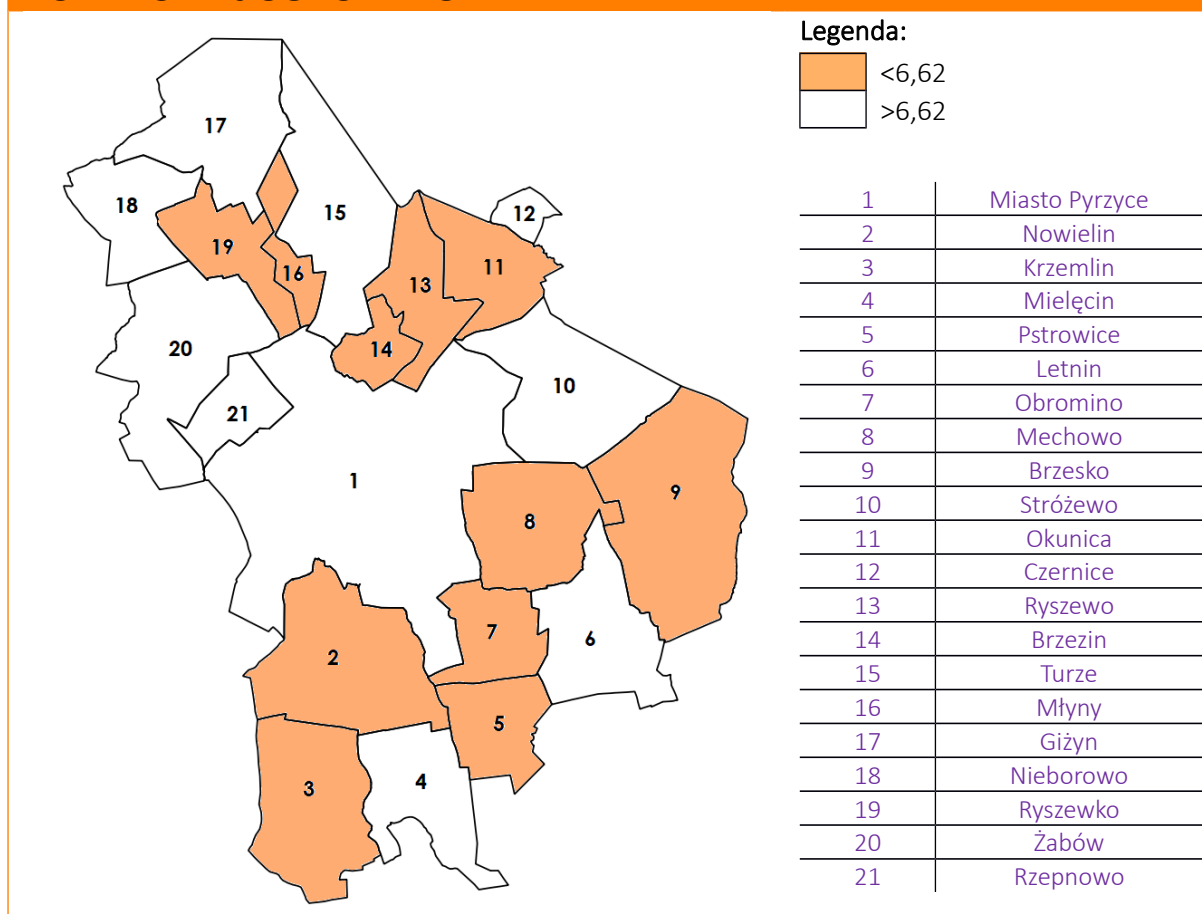 Legenda:
<6,62
>6,62
17
18
12
15
19
11
16
13
14
20
10
21
1
9
8
7
6
2
5
4
3
1 Miasto Pyrzyce
2 Nowielin
3 Krzemlin
4 Mielęcin
5 Pstrowice
6 Letnin
7 Obromino
8 Mechowo
9 Brzesko
10 Stróżewo
11 Okunica
12 Czernice
13 Ryszewo
14 Brzezin
15 Turze
16 Młyny
17 Giżyn
18 Nieborowo
19 Ryszewko
20 Żabów
21 Rzepnowo